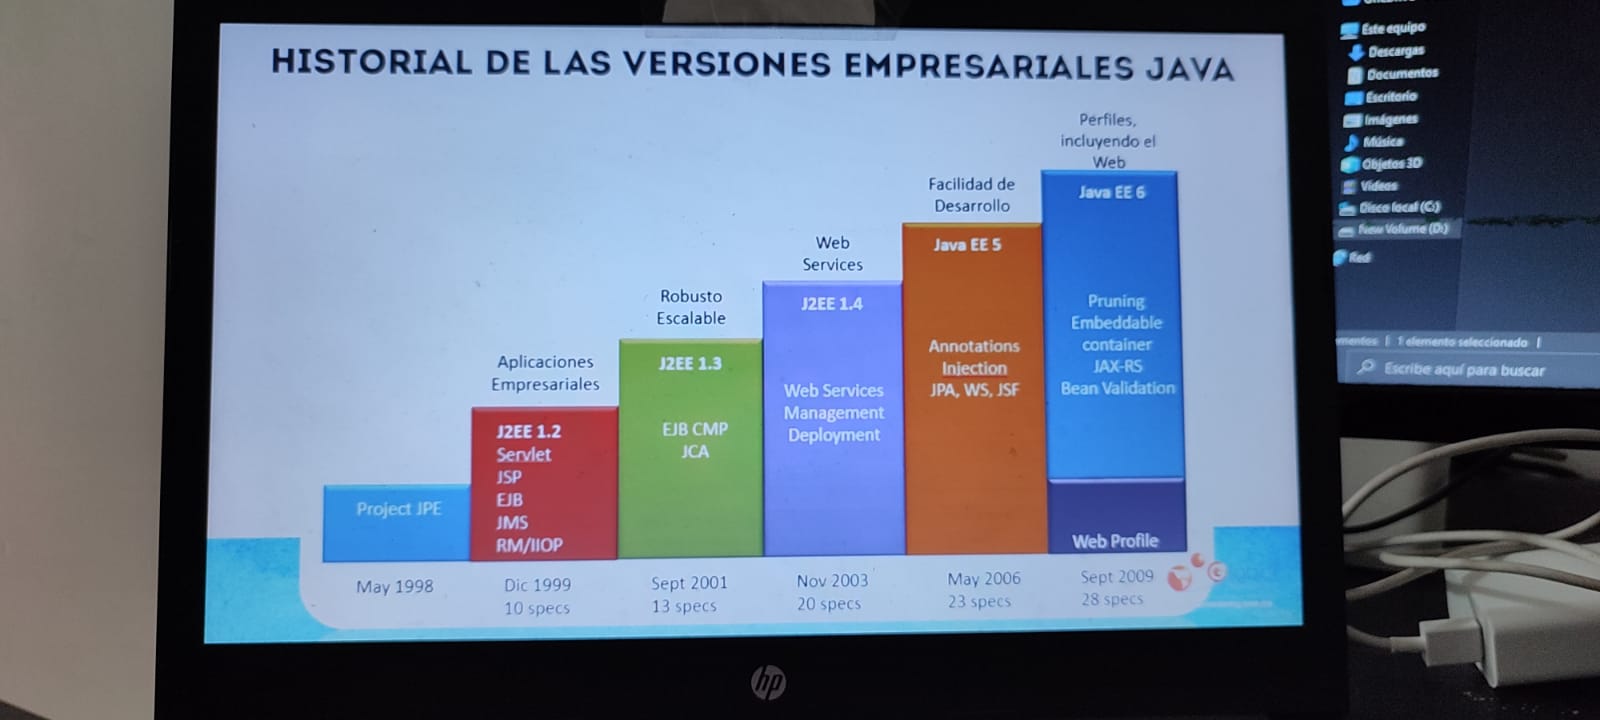 HISTORIAL DE LAS VERSIONES EMPRESARIALES JAVA
Project JPE
May 1998
Aplicaciones
Empresariales
J2EE 1.2
Servlet
JSP
EJB
JMS
RM/IIOP
Dic 1999
10 specs
Robusto
Escalable
J2EE 1.3
EJB CMP
JCA
Sept 2001
13 specs
Web
Services
J2EE 1.4
Web Services
Management
Deployment
Nov 2003
20 specs
Facilidad de
Desarrollo
Java EE 5
Annotations
Injection
JPA, WS, JSF
May 2006
23 specs
Perfiles,
incluyendo el
Web
Java EE 6
Pruning
Embeddable
container
JAX-RS
Bean Validation
Web Profile
Sept 2009
28 specs
hp
Este equipo
Descargas
Documentos
Escritorio
Imágenes
Música
Objetos 3D
Vídeos
Disco local (C:)
New Volume (D:)
Red
1 elemento seleccionado
Escribe aquí para buscar